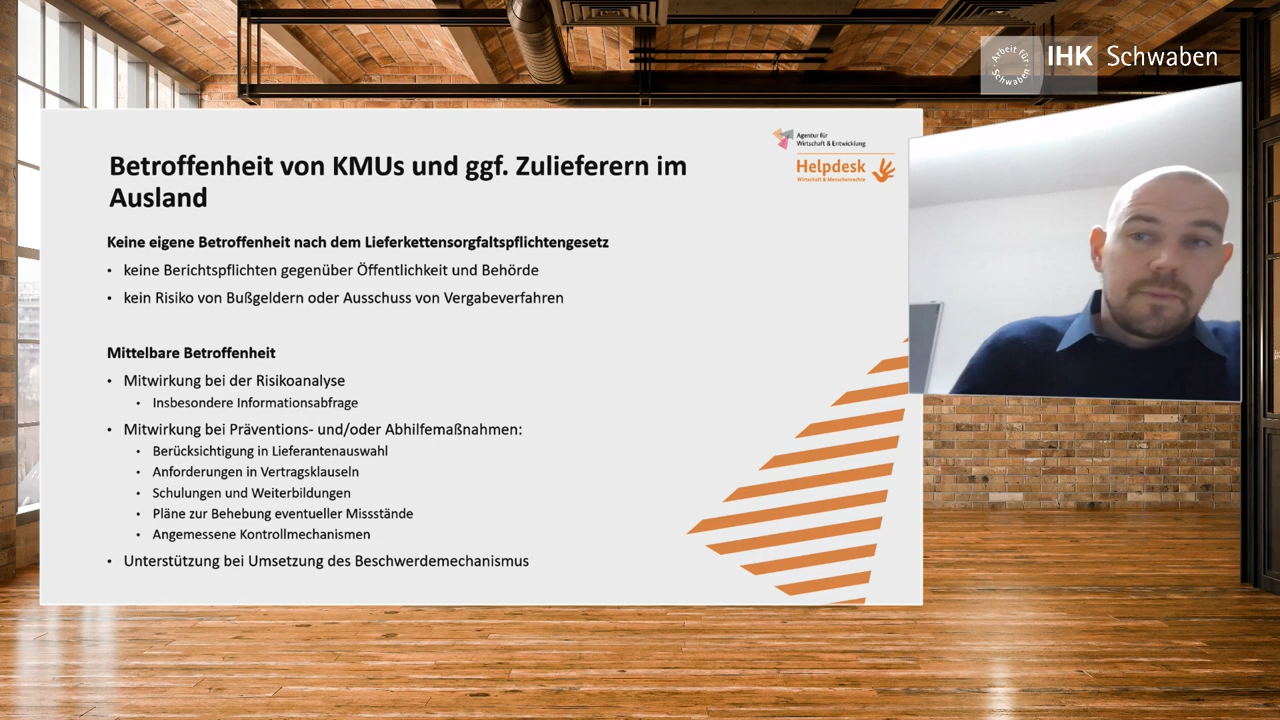 Arbeit für
Schwaben
IHK Schwaben
Agentur für
Wirtschaft & Entwicklung
Helpdesk
Wirtschaft & Menschenrechte
Betroffenheit von KMUs und ggf. Zulieferern im
Ausland
Keine eigene Betroffenheit nach dem Lieferkettensorgfaltspflichtengesetz
• keine Berichtspflichten gegenüber Öffentlichkeit und Behörde
• kein Risiko von Bußgeldern oder Ausschuss von Vergabeverfahren
Mittelbare Betroffenheit
• Mitwirkung bei der Risikoanalyse
• Insbesondere Informationsabfrage
• Mitwirkung bei Präventions- und/oder Abhilfemaßnahmen:
• Berücksichtigung in Lieferantenauswahl
• Anforderungen in Vertragsklauseln
• Schulungen und Weiterbildungen
• Pläne zur Behebung eventueller Missstände
• Angemessene Kontrollmechanismen
• Unterstützung bei Umsetzung des Beschwerdemechanismus